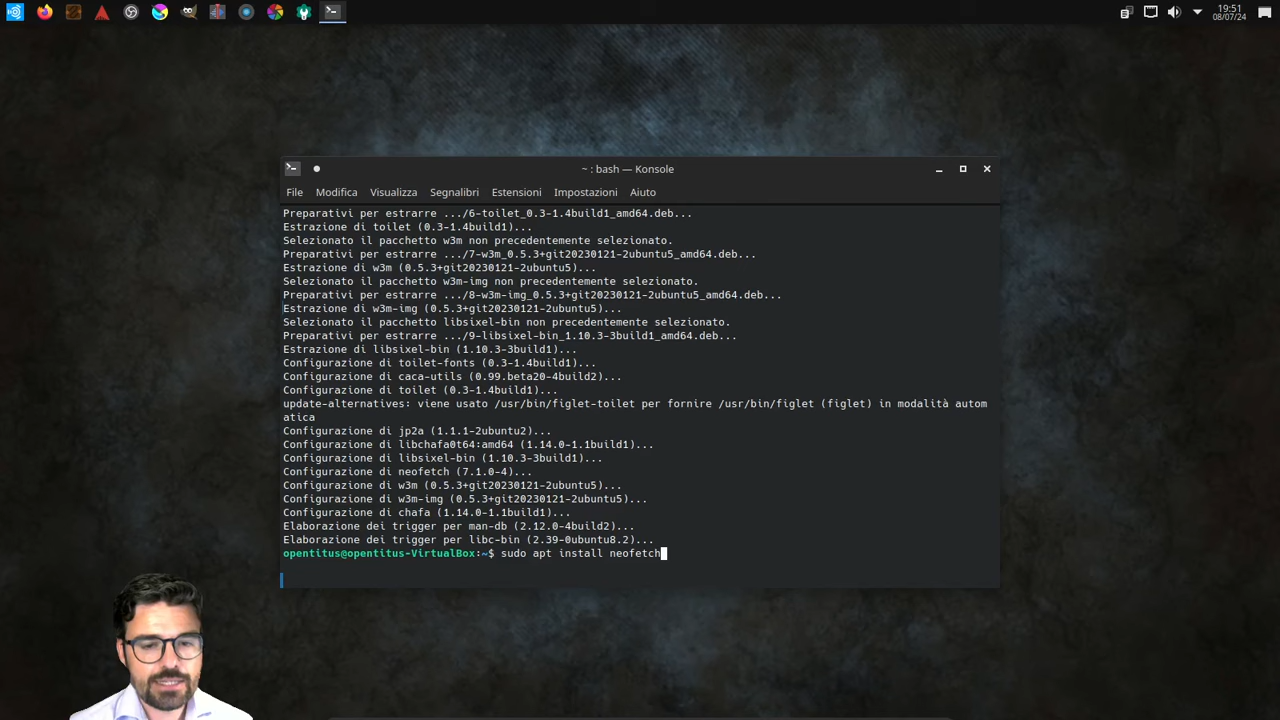 19:51
08/07/24
~ : bash — Konsole
File Modifica Visualizza Segnalibri Estensioni Impostazioni Aiuto
Preparativi per estrarre .../6-toilet_0.3-1.4build1_amd64.deb...
Estrazione di toilet (0.3-1.4build1)...
Selezionato il pacchetto w3m non precedentemente selezionato.
Preparativi per estrarre .../7-w3m_0.5.3+git20230121-2ubuntu5_amd64.deb...
Estrazione di w3m (0.5.3+git20230121-2ubuntu5)...
Selezionato il pacchetto w3m-img non precedentemente selezionato.
Preparativi per estrarre .../8-w3m-img_0.5.3+git20230121-2ubuntu5_amd64.deb...
Estrazione di w3m-img (0.5.3+git20230121-2ubuntu5)...
Selezionato il pacchetto libsixel-bin non precedentemente selezionato.
Preparativi per estrarre .../9-libsixel-bin_1.10.3-3build1_amd64.deb...
Estrazione di libsixel-bin (1.10.3-3build1)...
Configurazione di toilet-fonts (0.3-1.4build1)...
Configurazione di caca-utils (0.99.beta20-4build2)...
Configurazione di toilet (0.3-1.4build1)...
update-alternatives: viene usato /usr/bin/figlet-toilet per fornire /usr/bin/figlet (figlet) in modalità autom
atica
Configurazione di jp2a (1.1.1-2ubuntu2)...
Configurazione di libchafa0t64:amd64 (1.14.0-1.1build1)...
Configurazione di libsixel-bin (1.10.3-3build1)...
Configurazione di neofetch (7.1.0-4)...
Configurazione di w3m (0.5.3+git20230121-2ubuntu5)...
Configurazione di w3m-img (0.5.3+git20230121-2ubuntu5)...
Configurazione di chafa (1.14.0-1.1build1)...
Elaborazione dei trigger per man-db (2.12.0-4build2)...
Elaborazione dei trigger per libc-bin (2.39-0ubuntu8.2)...
opentitus@opentitus-VirtualBox:~$ sudo apt install neofetch